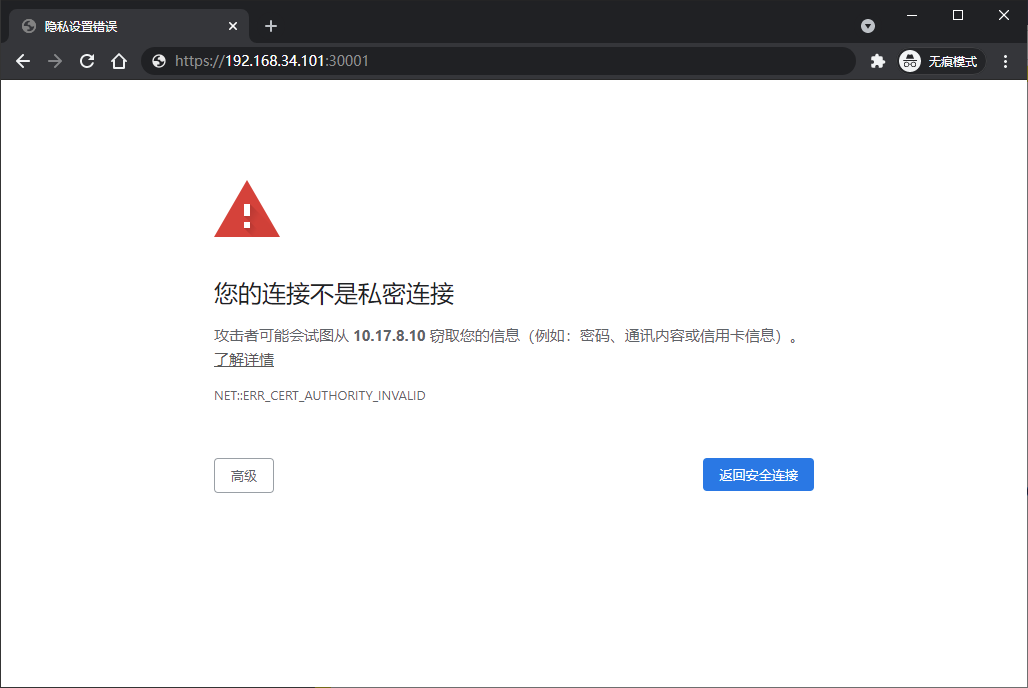 隐私设置错误
https://192.168.34.101:30001
无痕模式
您的连接不是私密连接
攻击者可能会试图从 10.17.8.10 窃取您的信息（例如：密码、通讯内容或信用卡信息）。
了解详情
NET::ERR_CERT_AUTHORITY_INVALID
高级
返回安全连接